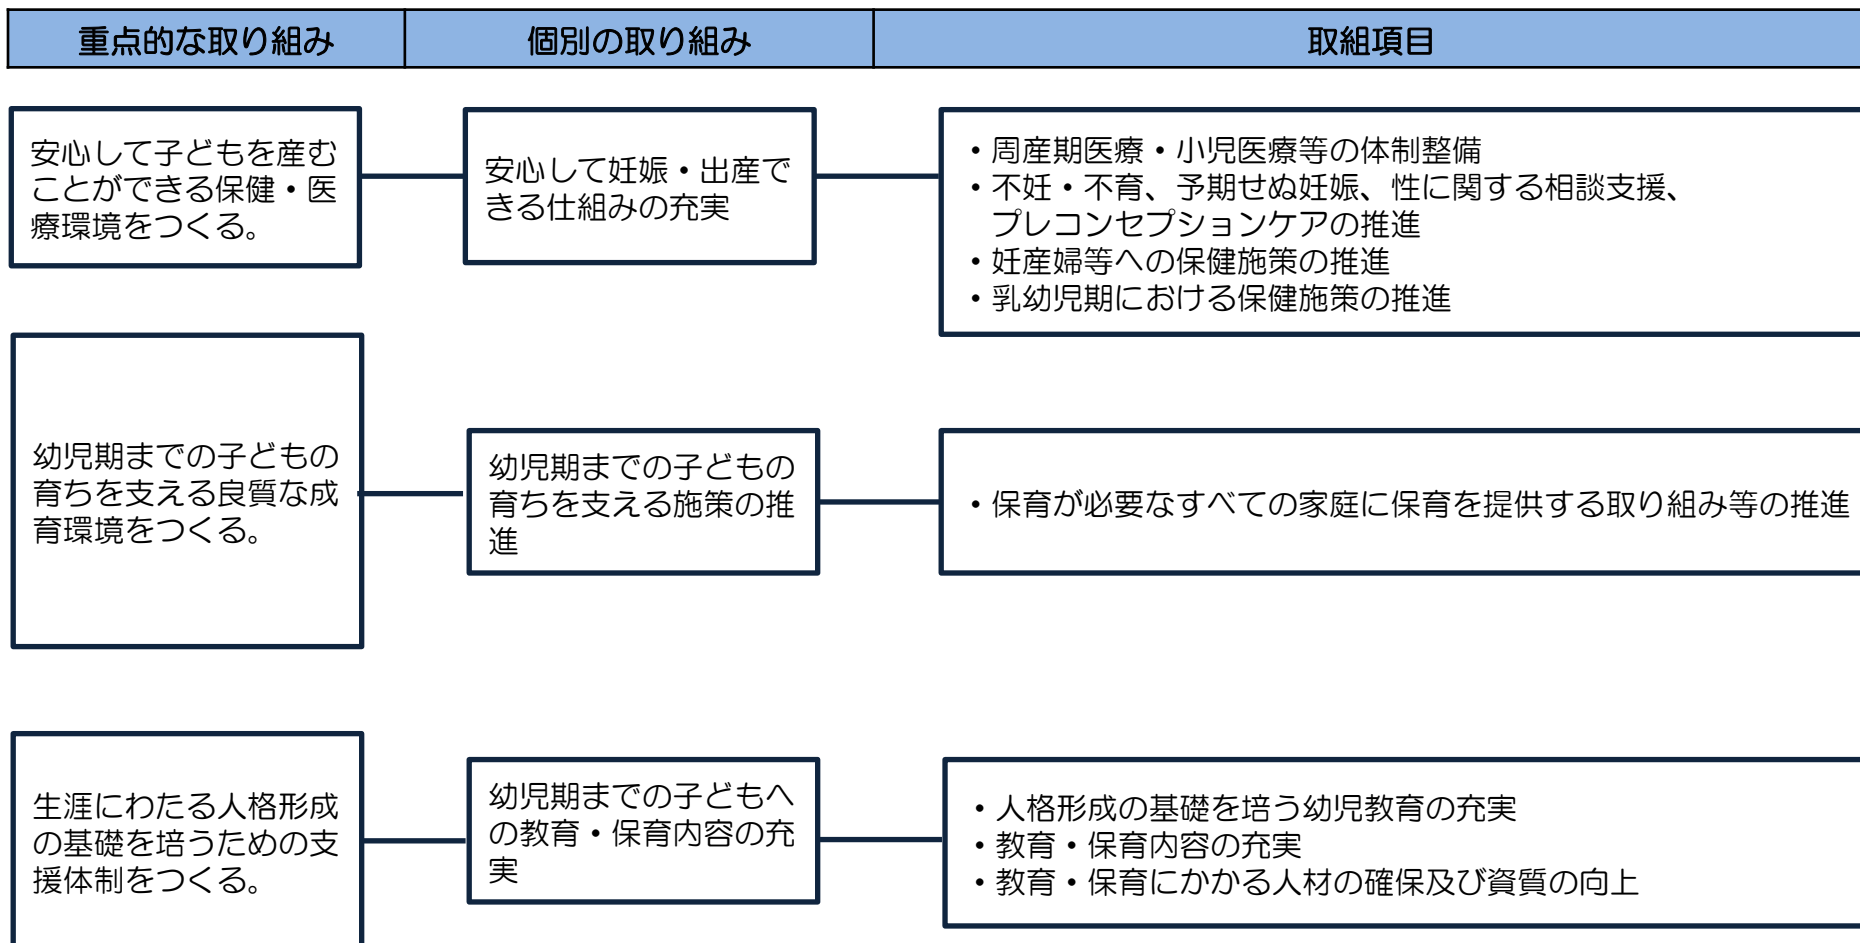 重点的な取り組み
個別の取り組み
取組項目
安心して子どもを産む
ことができる保健・医
療環境をつくる。
安心して妊娠・出産で
きる仕組みの充実
・周産期医療・小児医療等の体制整備
・不妊・不育、予期せぬ妊娠、性に関する相談支援、
プレコンセプションケアの推進
・妊産婦等への保健施策の推進
・乳幼児期における保健施策の推進
幼児期までの子どもの
育ちを支える良質な成
育環境をつくる。
幼児期までの子どもの
育ちを支える施策の推
進
・保育が必要なすべての家庭に保育を提供する取り組み等の推進
生涯にわたる人格形成
の基礎を培うための支
援体制をつくる。
幼児期までの子どもへ
の教育・保育内容の充
実
・人格形成の基礎を培う幼児教育の充実
・教育・保育内容の充実
・教育・保育にかかる人材の確保及び資質の向上